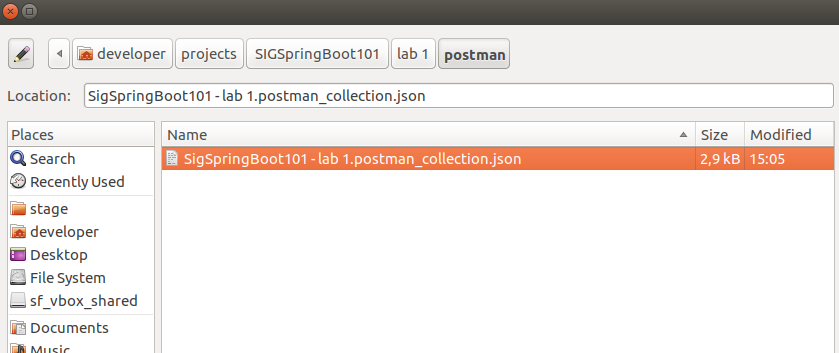 developer projects SIGSpringBoot101 lab 1 postman
Location: SigSpringBoot101 - lab 1.postman_collection.json
Places
Search
Recently Used
stage
developer
Desktop
File System
sf_vbox_shared
Documents
Music
Name Size Modified
SigSpringBoot101 - lab 1.postman_collection.json 2,9 kB 15:05